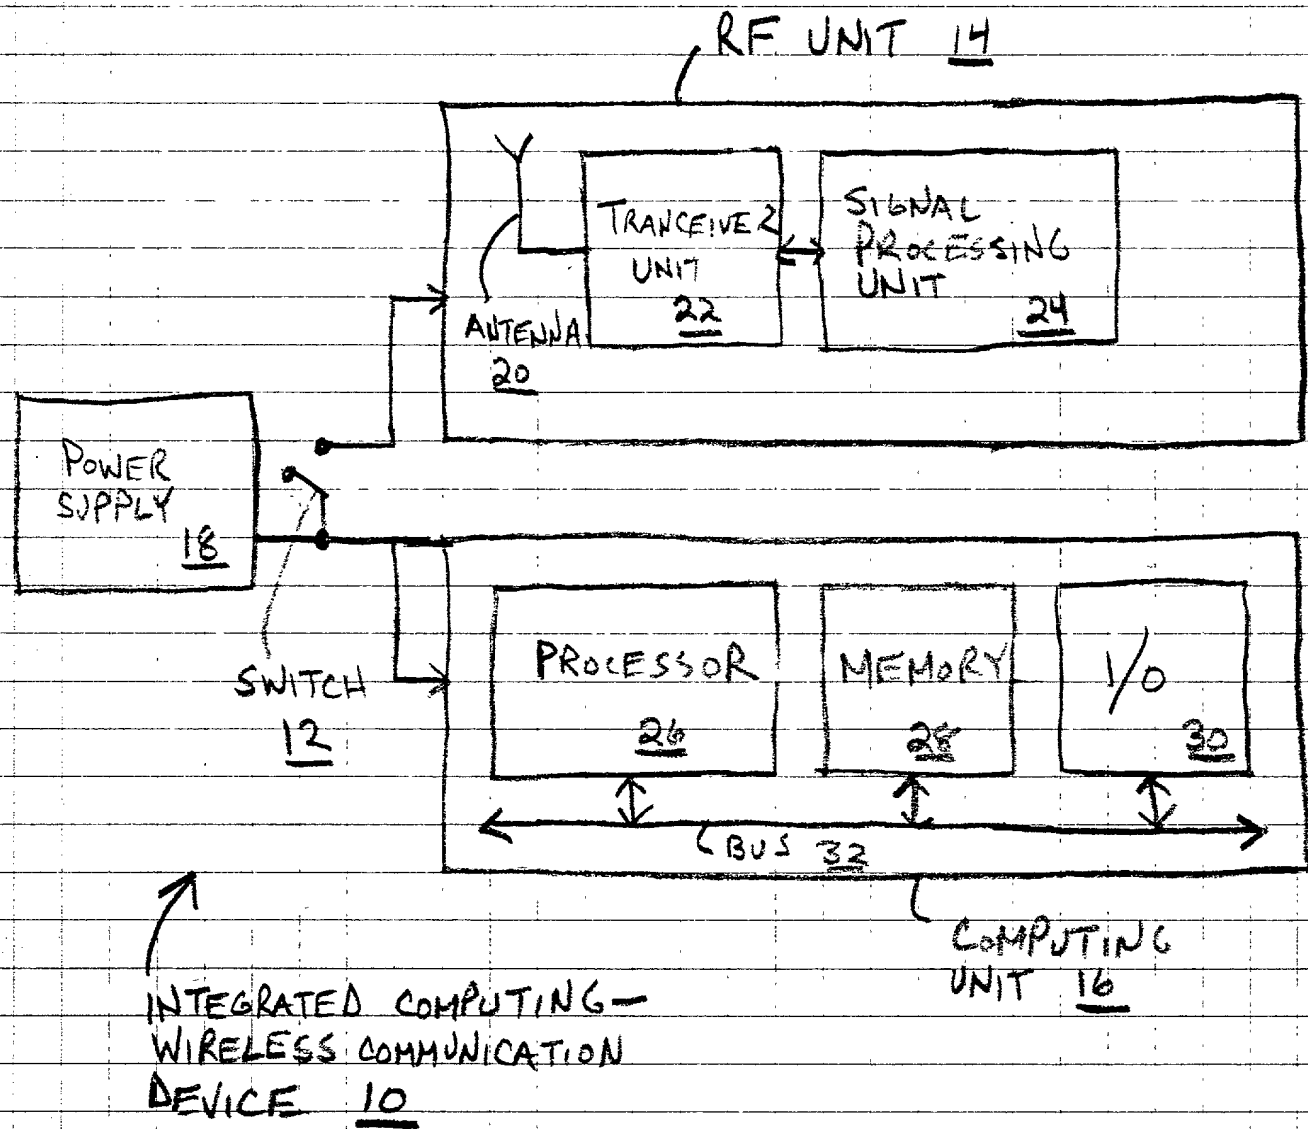 RF UNIT 14
TRANCEIVER
UNIT
22
SIGNAL
PROCESSING
UNIT
24
ANTENNA
20
POWER
SUPPLY
18
SWITCH
12
PROCESSOR
26
MEMORY
28
I/O
30
BUS 32
COMPUTING
UNIT 16
INTEGRATED COMPUTING-
WIRELESS COMMUNICATION
DEVICE 10